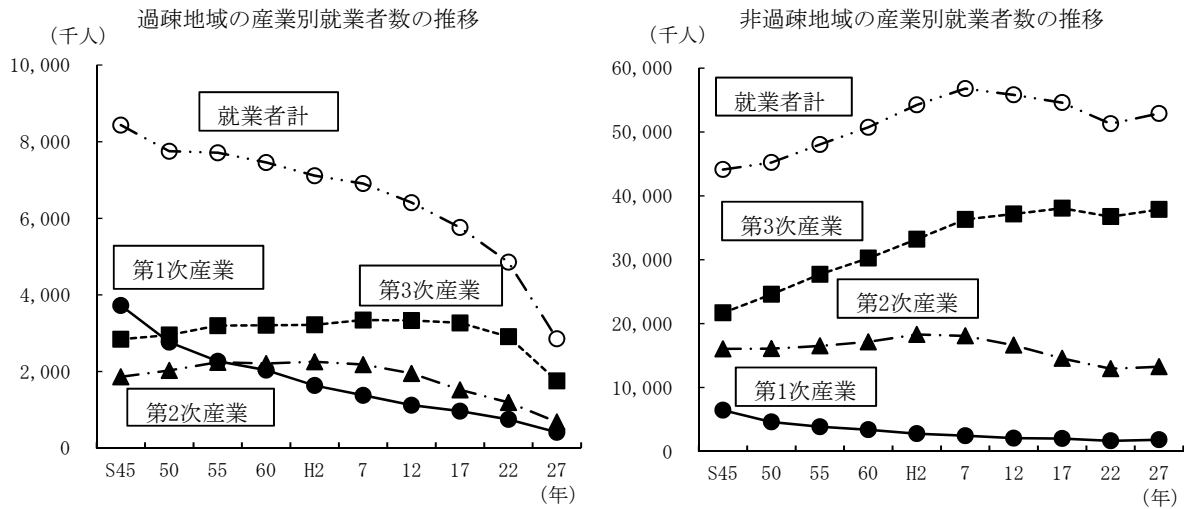 過疎地域の産業別就業者数の推移
(千人)
10,000
8,000
6,000
4,000
2,000
0
就業者計
第1次産業
第3次産業
第2次産業
S45 50 55 60 H2 7 12 17 22 27
(年)
非過疎地域の産業別就業者数の推移
(千人)
60,000
50,000
40,000
30,000
20,000
10,000
0
就業者計
第3次産業
第2次産業
第1次産業
S45 50 55 60 H2 7 12 17 22 27
(年)